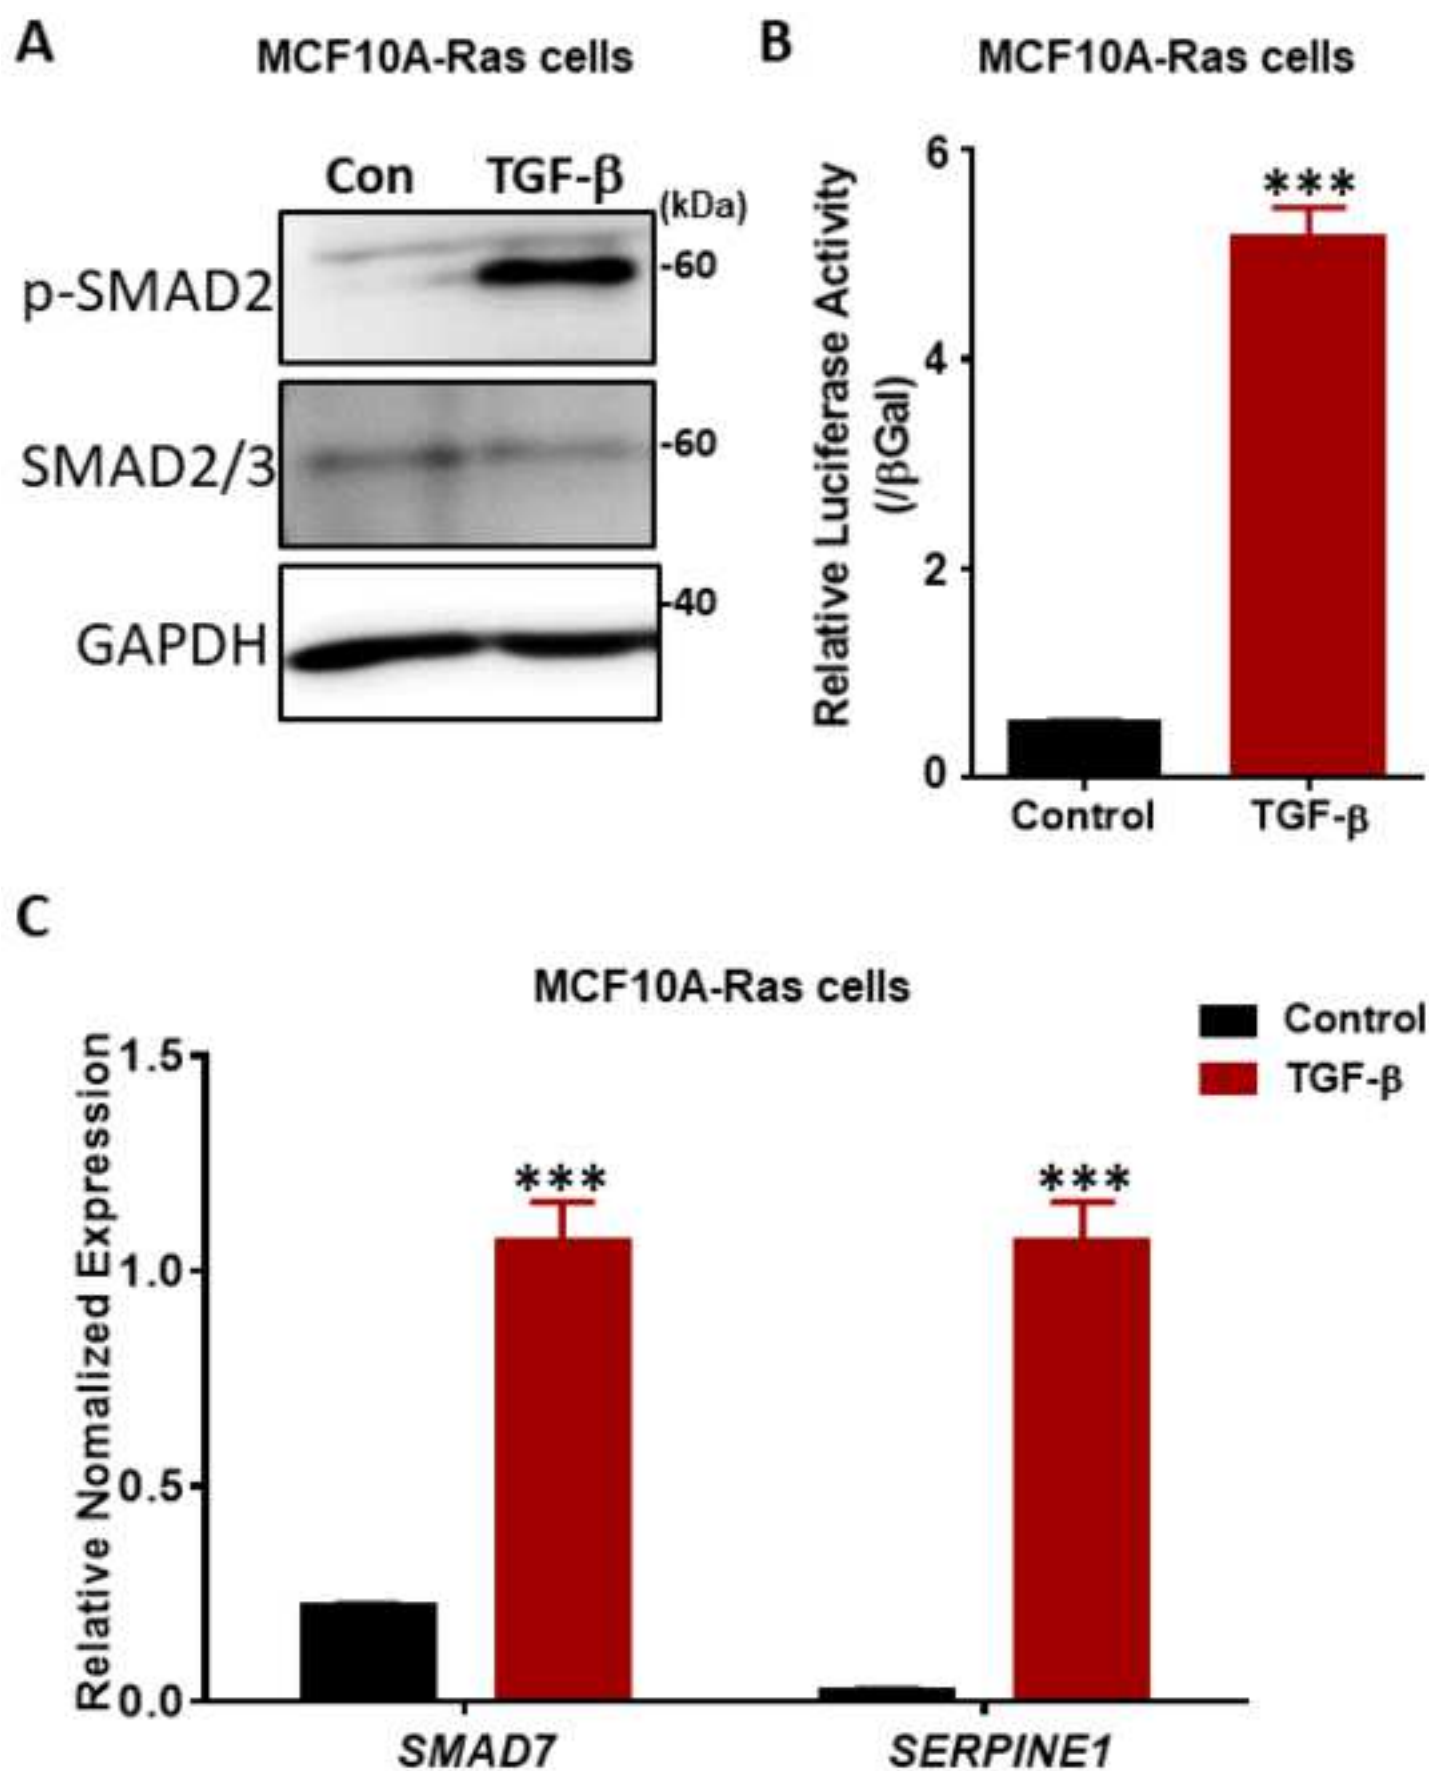 A
MCF10A-Ras cells
Con TGF-β
(kDa)
p-SMAD2
-60
SMAD2/3
-60
GAPDH
-40
B
MCF10A-Ras cells
Relative Luciferase Activity
(/βGal)
6
***
4
2
0
Control TGF-β
C
MCF10A-Ras cells
Control
TGF-β
Relative Nomalized Expression
1.5
*** ***
1.0
0.5
0.0
SMAD7 SERPINE1